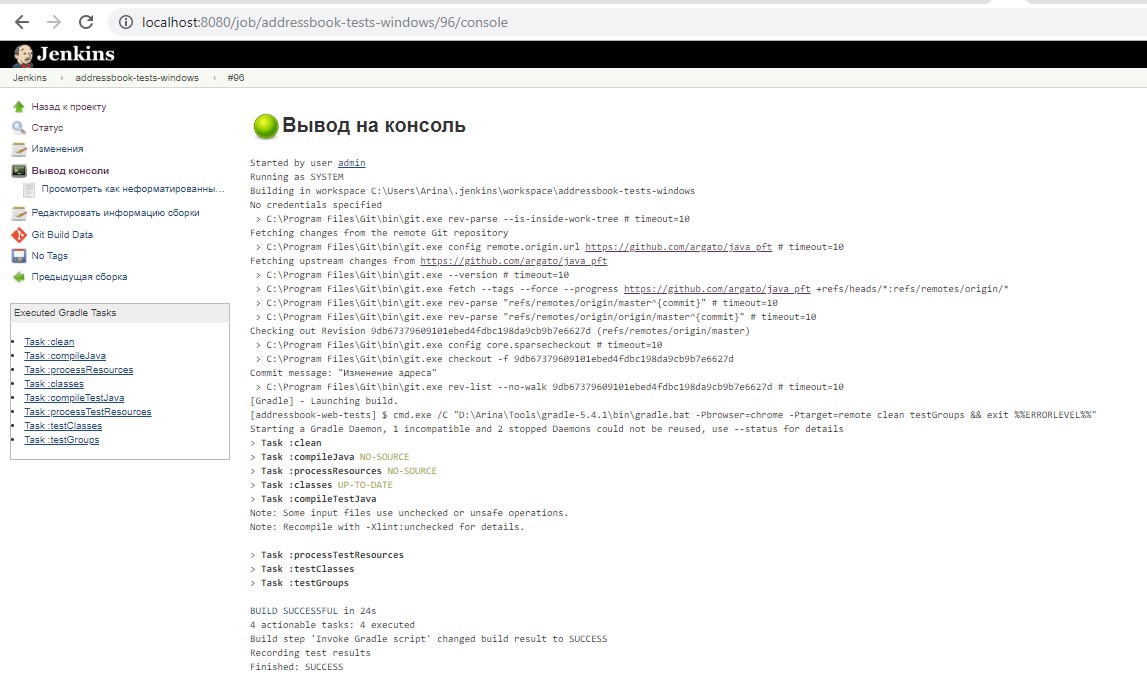 localhost:8080/job/addressbook-tests-windows/96/console
Jenkins
Jenkins › addressbook-tests-windows › #96
Назад к проекту
Статус
Изменения
Вывод консоли
Просмотреть как неформатированны...
Редактировать информацию сборки
Git Build Data
No Tags
Предыдущая сборка
Executed Gradle Tasks
Task :clean
Task :compileJava
Task :processResources
Task :classes
Task :compileTestJava
Task :processTestResources
Task :testClasses
Task :testGroups
Вывод на консоль
Started by user admin
Running as SYSTEM
Building in workspace C:\Users\Arina\.jenkins\workspace\addressbook-tests-windows
No credentials specified
> C:\Program Files\Git\bin\git.exe rev-parse --is-inside-work-tree # timeout=10
Fetching changes from the remote Git repository
> C:\Program Files\Git\bin\git.exe config remote.origin.url https://github.com/argato/java_pft # timeout=10
Fetching upstream changes from https://github.com/argato/java_pft
> C:\Program Files\Git\bin\git.exe --version # timeout=10
> C:\Program Files\Git\bin\git.exe fetch --tags --force --progress https://github.com/argato/java_pft +refs/heads/*:refs/remotes/origin/*
> C:\Program Files\Git\bin\git.exe rev-parse "refs/remotes/origin/master^{commit}" # timeout=10
> C:\Program Files\Git\bin\git.exe rev-parse "refs/remotes/origin/origin/master^{commit}" # timeout=10
Checking out Revision 9db67379609101ebed4fdbc198da9cb9b7e6627d (refs/remotes/origin/master)
> C:\Program Files\Git\bin\git.exe config core.sparsecheckout # timeout=10
> C:\Program Files\Git\bin\git.exe checkout -f 9db67379609101ebed4fdbc198da9cb9b7e6627d
Commit message: "Изменение адреса"
> C:\Program Files\Git\bin\git.exe rev-list --no-walk 9db67379609101ebed4fdbc198da9cb9b7e6627d # timeout=10
[Gradle] - Launching build.
[addressbook-web-tests] $ cmd.exe /C "D:\Arina\Tools\gradle-5.4.1\bin\gradle.bat -Pbrowser=chrome -Ptarget=remote clean testGroups && exit %%ERRORLEVEL%%"
Starting a Gradle Daemon, 1 incompatible and 2 stopped Daemons could not be reused, use --status for details
> Task :clean
> Task :compileJava NO-SOURCE
> Task :processResources NO-SOURCE
> Task :classes UP-TO-DATE
> Task :compileTestJava
Note: Some input files use unchecked or unsafe operations.
Note: Recompile with -Xlint:unchecked for details.
> Task :processTestResources
> Task :testClasses
> Task :testGroups
BUILD SUCCESSFUL in 24s
4 actionable tasks: 4 executed
Build step 'Invoke Gradle script' changed build result to SUCCESS
Recording test results
Finished: SUCCESS